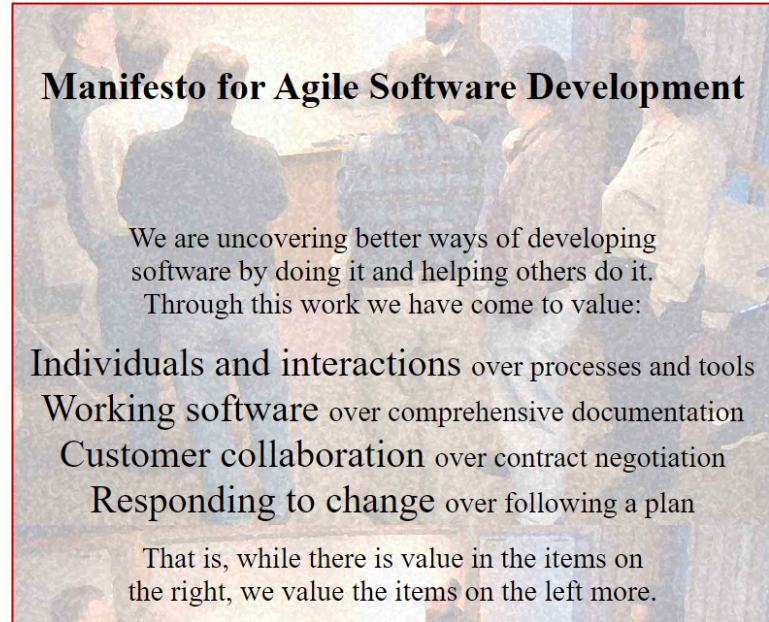 Manifesto for Agile Software Development
We are uncovering better ways of developing
software by doing it and helping others do it.
Through this work we have come to value:
Individuals and interactions over processes and tools
Working software over comprehensive documentation
Customer collaboration over contract negotiation
Responding to change over following a plan
That is, while there is value in the items on
the right, we value the items on the left more.